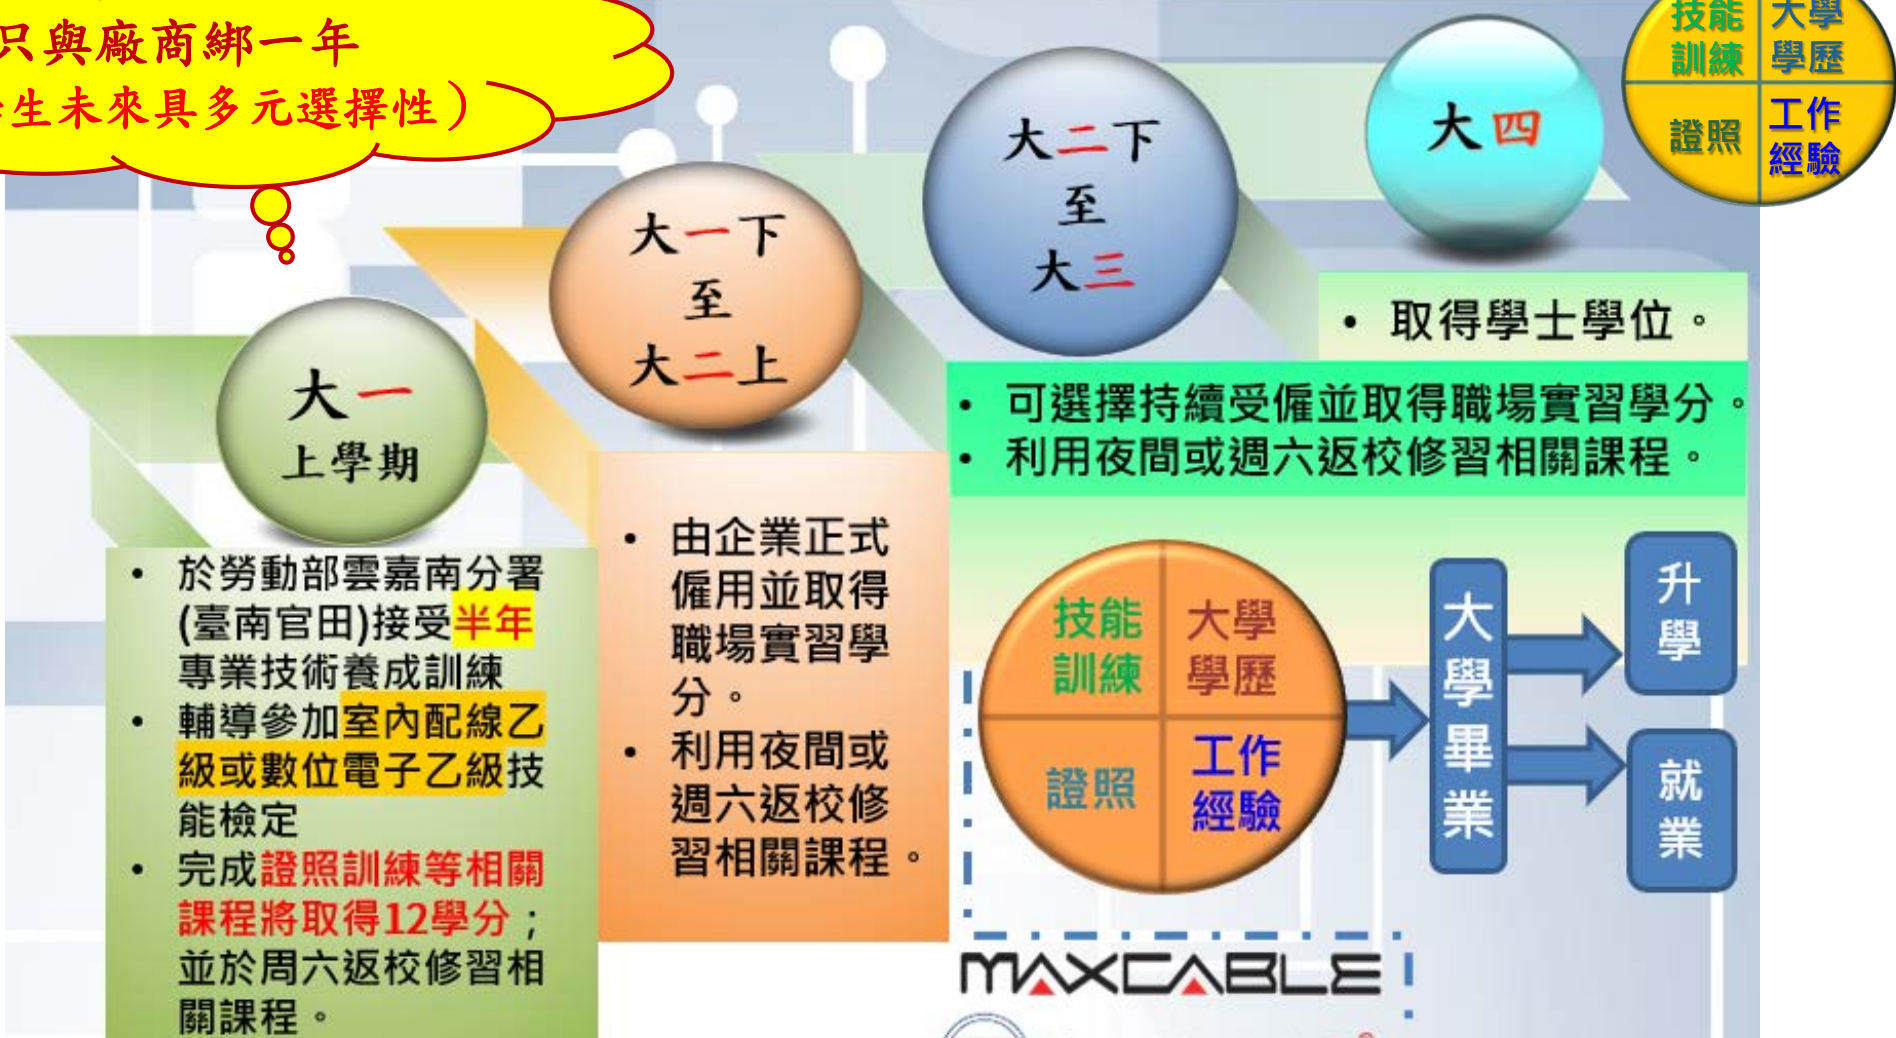 只與廠商綁一年
生未來具多元選擇性）
技能
訓練
大學
學歷
證照
工作
經驗
大一
上學期
大一下
至
大二上
大二下
至
大三
大四
• 於勞動部雲嘉南分署
(臺南官田)接受半年
專業技術養成訓練
• 輔導參加室內配線乙
級或數位電子乙級技
能檢定
• 完成證照訓練等相關
課程將取得12學分；
並於周六返校修習相
關課程。
• 由企業正式
僱用並取得
職場實習學
分。
• 利用夜間或
週六返校修
習相關課程。
• 可選擇持續受僱並取得職場實習學分。
• 利用夜間或週六返校修習相關課程。
• 取得學士學位。
技能
訓練
大學
學歷
證照
工作
經驗
大學畢業
升學
就業
MAXCABLE